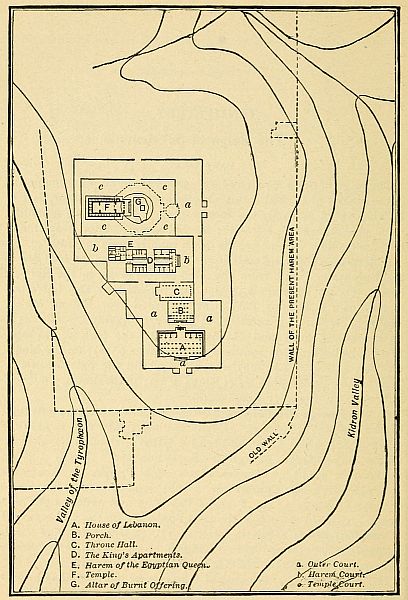 c c
F G a
c c
E
b D b
C
B
a a
A
a
WALL OF THE PRESENT HAREM AREA
OLD WALL
Kidron Valley
Valley of the Tyrophœon
A. House of Lebanon.
B. Porch.
C. Throne Hall.
D. The King's Apartments.
E. Harem of the Egyptian Queen.
F. Temple.
G. Altar of Burnt Offering.
a. Outer Court.
b. Harem Court.
c. Temple Court.